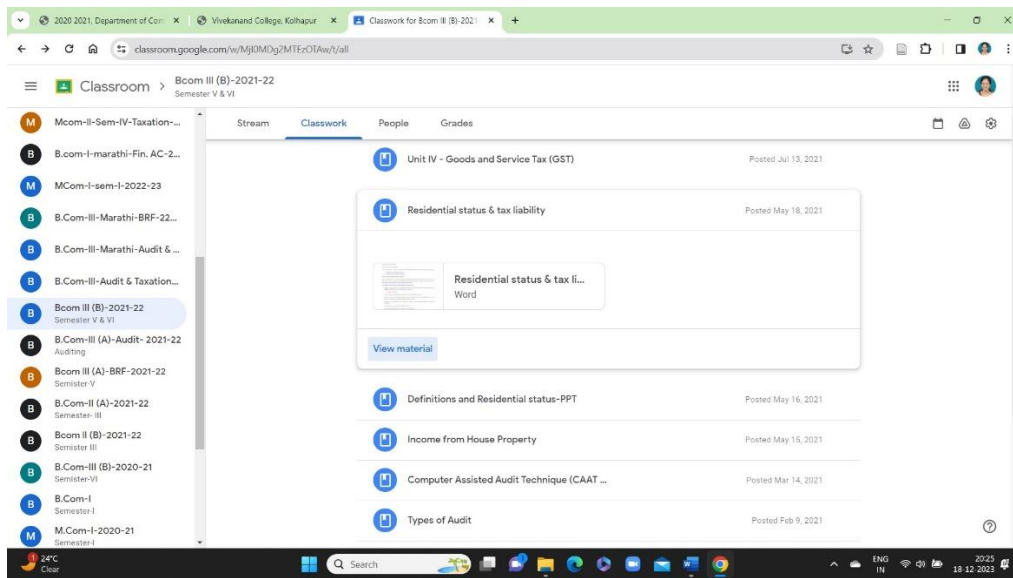 2020 2021, Department of Com
Vivekanand College, Kolhapur
Classwork for Bcom III (B)-2021
classroom.google.com/w/MjI0MDg2MTEzOTAw/t/all
Classroom
Bcom III (B)-2021-22
Semester V & VI
Mcom-II-Sem-IV-Taxation-...
B.com-I-marathi-Fin. AC-2...
MCom-I-sem-I-2022-23
B.Com-III-Marathi-BRF-22...
B.Com-III-Marathi-Audit & ...
B.Com-III-Audit & Taxation...
Bcom III (B)-2021-22
Semester V & VI
B.Com-III (A)-Audit- 2021-22
Auditing
Bcom III (A)-BRF-2021-22
Semister-V
B.Com-II (A)-2021-22
Semester- III
Bcom II (B)-2021-22
Semister III
B.Com-III (B)-2020-21
Semister-VI
B.Com-I
Semester-I
M.Com-I-2020-21
Semester-I
Stream Classwork People Grades
Unit IV - Goods and Service Tax (GST) Posted Jul 13, 2021
Residential status & tax liability Posted May 18, 2021
Residential status & tax li...
Word
View material
Definitions and Residential status-PPT Posted May 16, 2021
Income from House Property Posted May 15, 2021
Computer Assisted Audit Technique (CAAT ... Posted Mar 14, 2021
Types of Audit Posted Feb 9, 2021
24°C
Clear
Search
ENG
IN
20:25
18-12-2023